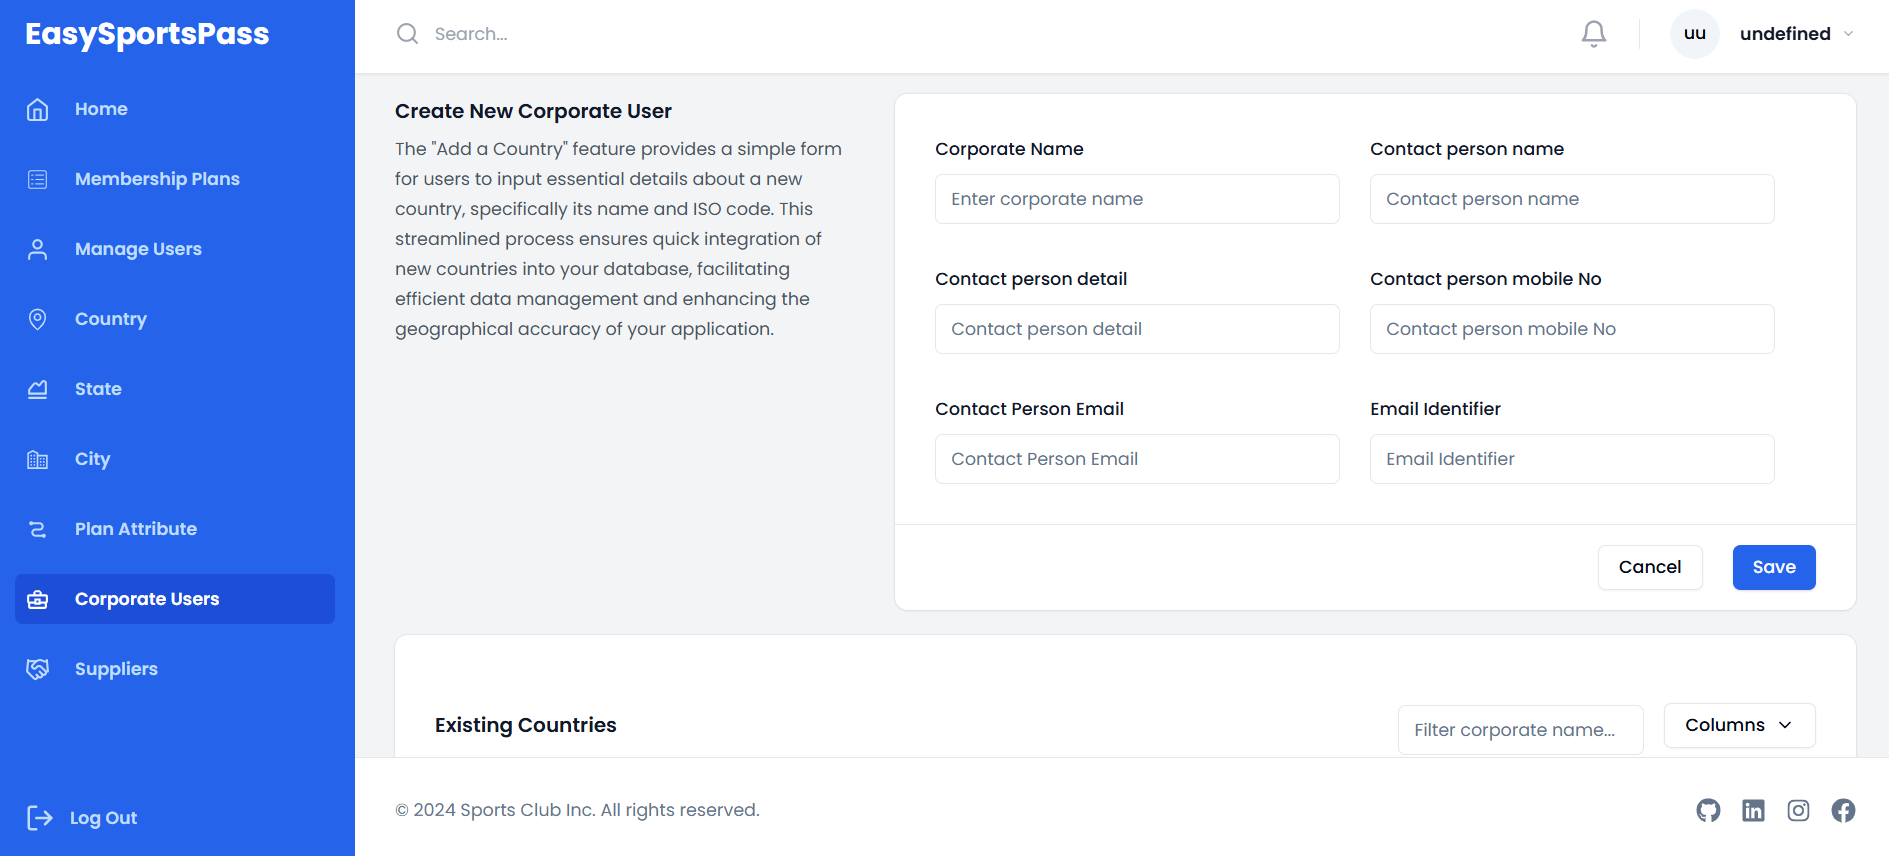 EasySportsPass
Home
Membership Plans
Manage Users
Country
State
City
Plan Attribute
Corporate Users
Suppliers
Log Out
Search...
UU
undefined
Create New Corporate User
The "Add a Country" feature provides a simple form
for users to input essential details about a new
country, specifically its name and ISO code. This
streamlined process ensures quick integration of
new countries into your database, facilitating
efficient data management and enhancing the
geographical accuracy of your application.
Corporate Name
Enter corporate name
Contact person name
Contact person name
Contact person detail
Contact person detail
Contact person mobile No
Contact person mobile No
Contact Person Email
Contact Person Email
Email Identifier
Email Identifier
Cancel
Save
Existing Countries
Filter corporate name...
Columns
© 2024 Sports Club Inc. All rights reserved.